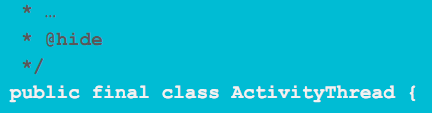 * …
* @hide
*/
public final class ActivityThread {